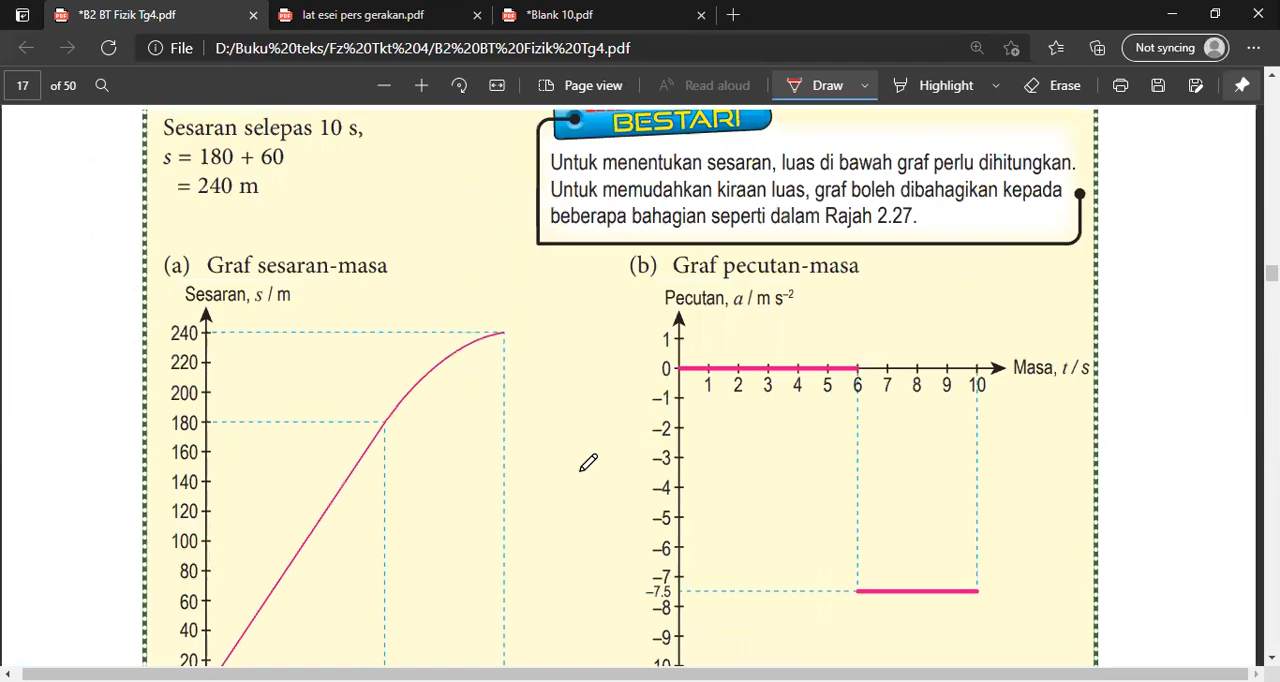 *B2 BT Fizik Tg4.pdf
lat esei pers gerakan.pdf
*Blank 10.pdf
File
D:/Buku%20teks/Fz%20Tkt%204/B2%20BT%20Fizik%20Tg4.pdf
Not syncing
17 of 50
Page view
Read aloud
Draw
Highlight
Erase
Sesaran selepas 10 s,
s = 180 + 60
= 240 m
BESTARI
Untuk menentukan sesaran, luas di bawah graf perlu dihitungkan.
Untuk memudahkan kiraan luas, graf boleh dibahagikan kepada
beberapa bahagian seperti dalam Rajah 2.27.
(a) Graf sesaran-masa
Sesaran, s / m
240
220
200
180
160
140
120
100
80
60
40
20
(b) Graf pecutan-masa
Pecutan, a / m s⁻²
1
0
Masa, t / s
1 2 3 4 5 6 7 8 9 10
–1
–2
–3
–4
–5
–6
–7
–7.5
–8
–9